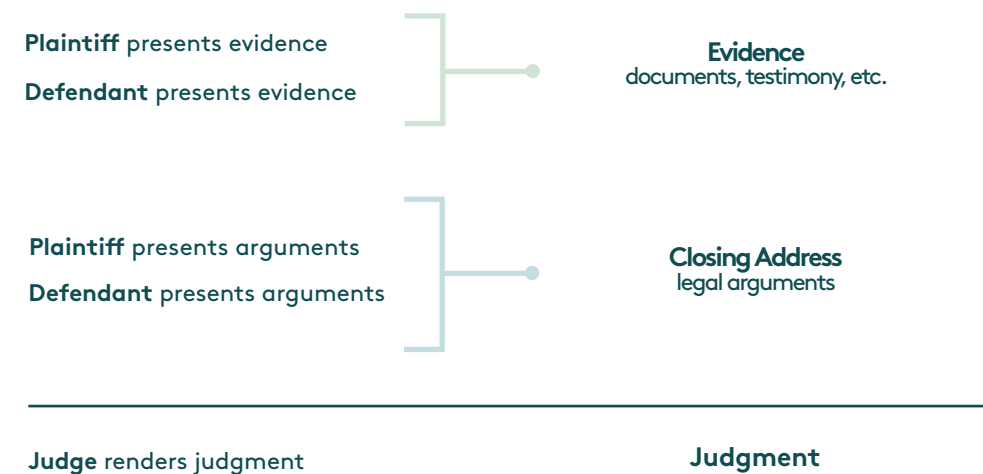 Plaintiff presents evidence
Defendant presents evidence
Evidence
documents, testimony, etc.
Plaintiff presents arguments
Defendant presents arguments
Closing Address
legal arguments
Judge renders judgment
Judgment